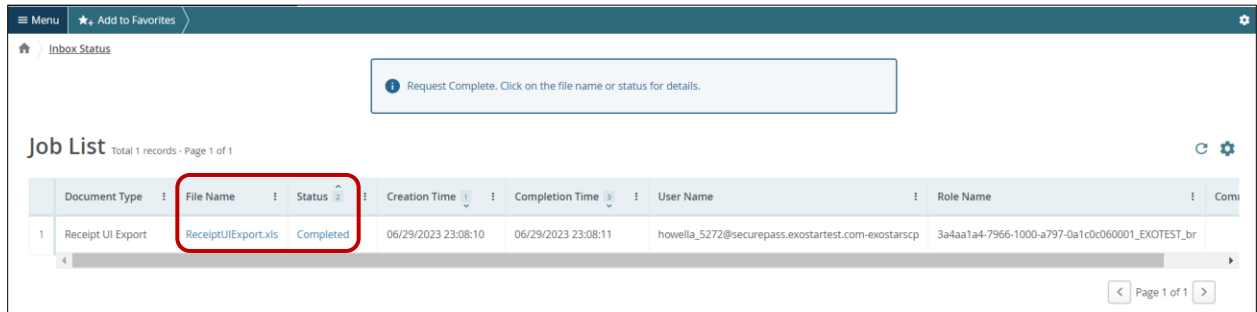 Menu Add to Favorites
Inbox Status
Request Complete. Click on the file name or status for details.
Job List Total 1 records - Page 1 of 1
Document Type File Name Status 2 Creation Time 1 Completion Time 3 User Name Role Name Com
1 Receipt UI Export ReceiptUIExport.xls Completed 06/29/2023 23:08:10 06/29/2023 23:08:11 howella_5272@securepass.exostartest.com-exostarscp 3a4aa1a4-7966-1000-a797-0a1c0c060001_EXOTEST_br
Page 1 of 1